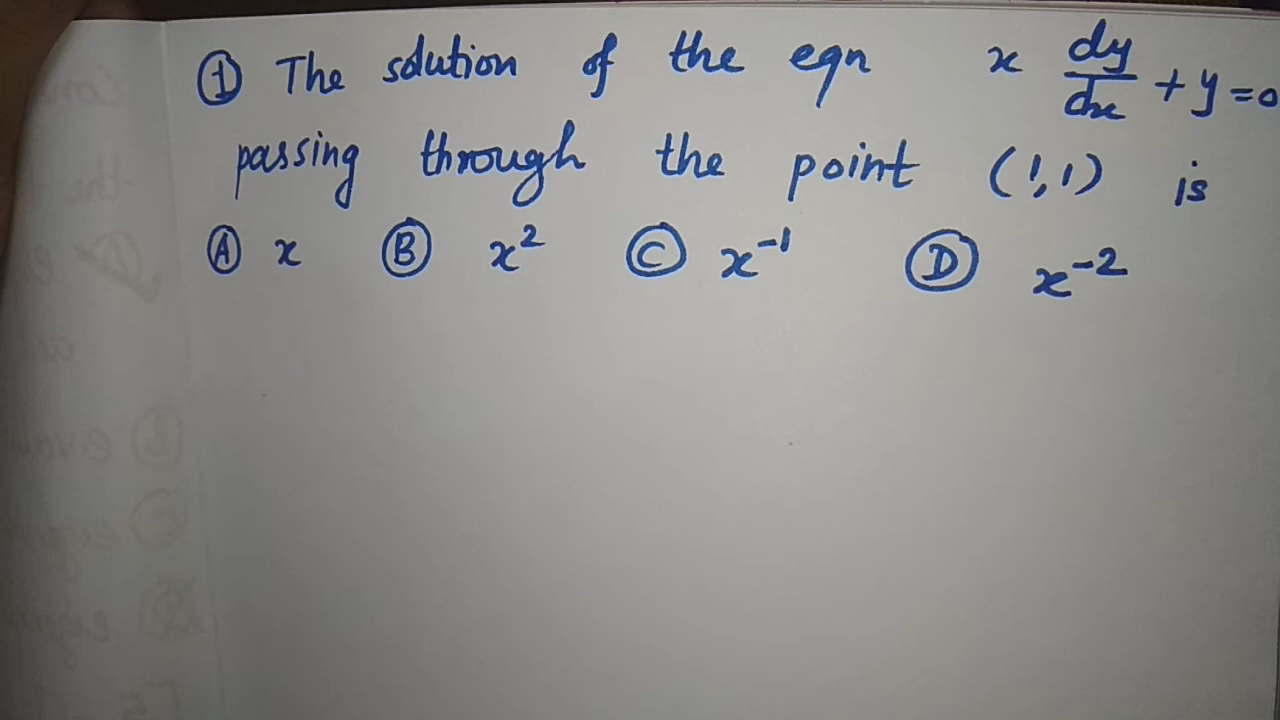 ① The solution of the eqn x dy/dx + y = 0
passing through the point (1,1) is
Ⓐ x Ⓑ x² Ⓒ x⁻¹ Ⓓ x⁻²